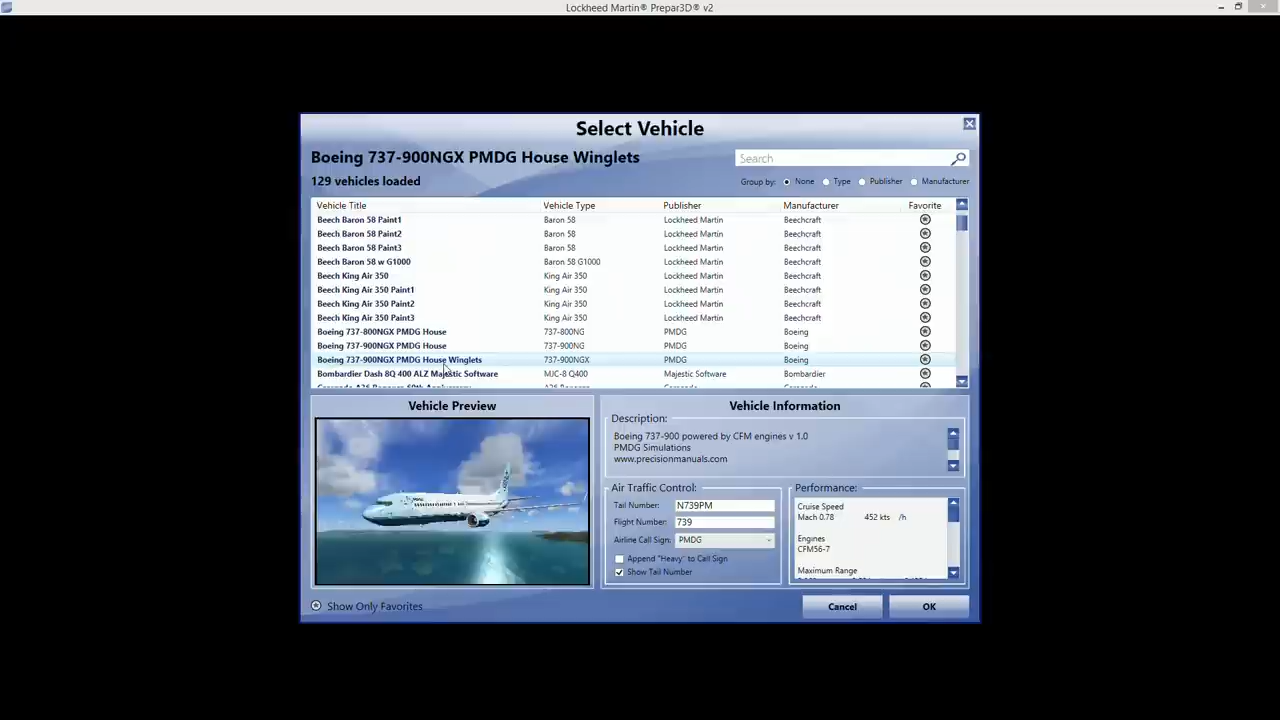 Lockheed Martin® Prepar3D® v2
Select Vehicle
Boeing 737-900NGX PMDG House Winglets
Search
129 vehicles loaded
Group by: None Type Publisher Manufacturer
Vehicle Title Vehicle Type Publisher Manufacturer Favorite
Beech Baron 58 Paint1 Baron 58 Lockheed Martin Beechcraft
Beech Baron 58 Paint2 Baron 58 Lockheed Martin Beechcraft
Beech Baron 58 Paint3 Baron 58 Lockheed Martin Beechcraft
Beech Baron 58 w G1000 Baron 58 G1000 Lockheed Martin Beechcraft
Beech King Air 350 King Air 350 Lockheed Martin Beechcraft
Beech King Air 350 Paint1 King Air 350 Lockheed Martin Beechcraft
Beech King Air 350 Paint2 King Air 350 Lockheed Martin Beechcraft
Beech King Air 350 Paint3 King Air 350 Lockheed Martin Beechcraft
Boeing 737-800NGX PMDG House 737-800NG PMDG Boeing
Boeing 737-900NGX PMDG House 737-900NG PMDG Boeing
Boeing 737-900NGX PMDG House Winglets 737-900NGX PMDG Boeing
Bombardier Dash 8Q 400 ALZ Majestic Software MJC-8 Q400 Majestic Software Bombardier
Vehicle Preview
Vehicle Information
Description:
Boeing 737-900 powered by CFM engines v 1.0
PMDG Simulations
www.precisionmanuals.com
Air Traffic Control:
Tail Number: N739PM
Flight Number: 739
Airline Call Sign: PMDG
Append "Heavy" to Call Sign
Show Tail Number
Performance:
Cruise Speed
Mach 0.78 452 kts /h
Engines
CFM56-7
Maximum Range
Show Only Favorites
Cancel
OK